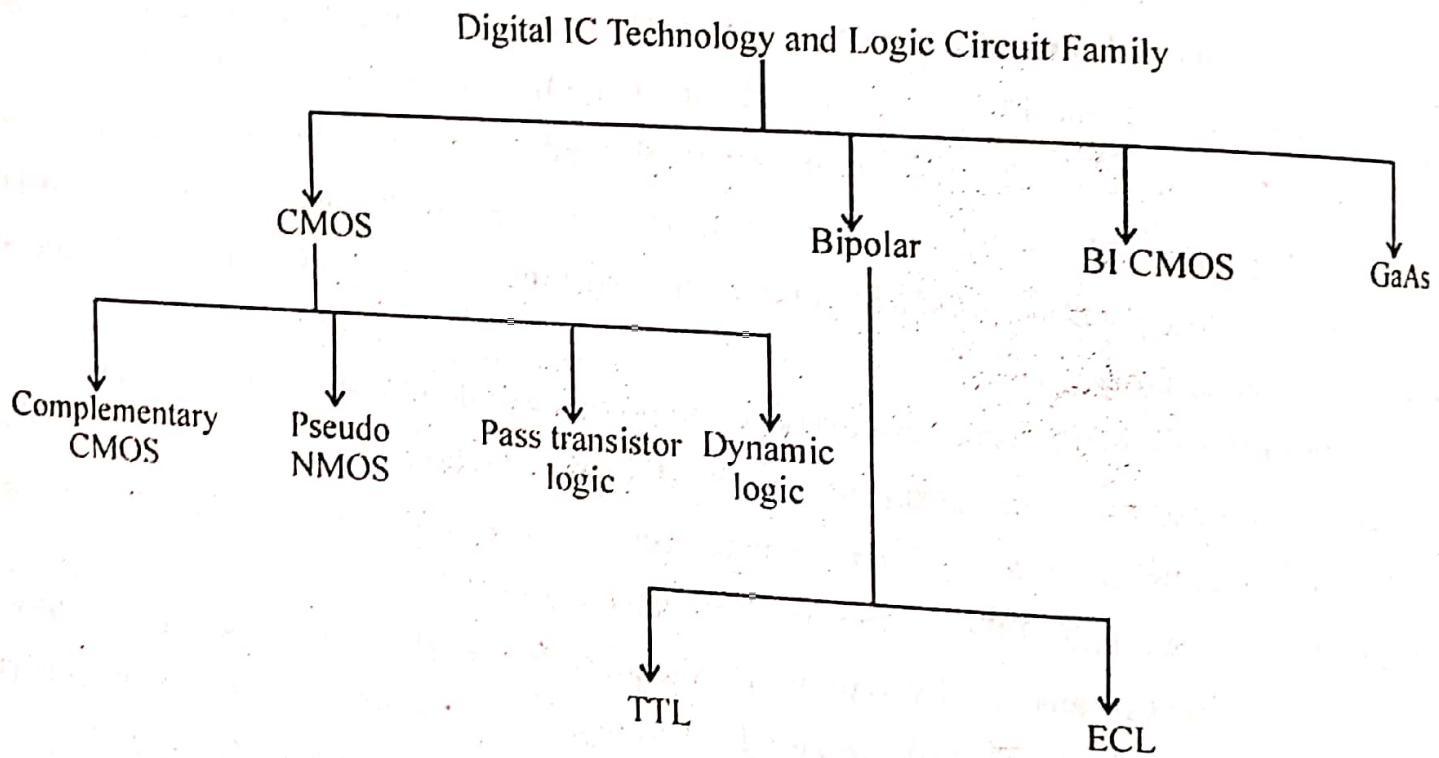 Digital IC Technology and Logic Circuit Family
CMOS
Bipolar
BI CMOS
GaAs
Complementary
CMOS
Pseudo
NMOS
Pass transistor
logic
Dynamic
logic
TTL
ECL